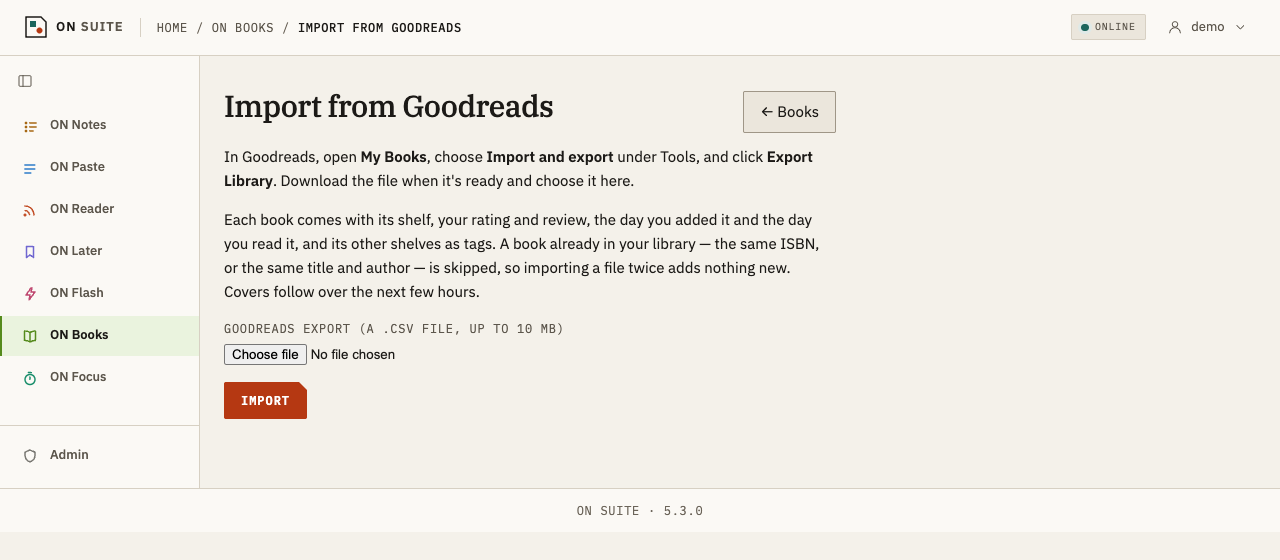 ON SUITE
HOME / ON BOOKS / IMPORT FROM GOODREADS
ONLINE
demo
ON Notes
ON Paste
ON Reader
ON Later
ON Flash
ON Books
ON Focus
Admin
Import from Goodreads
← Books
In Goodreads, open My Books, choose Import and export under Tools, and click Export
Library. Download the file when it's ready and choose it here.
Each book comes with its shelf, your rating and review, the day you added it and the day
you read it, and its other shelves as tags. A book already in your library — the same ISBN,
or the same title and author — is skipped, so importing a file twice adds nothing new.
Covers follow over the next few hours.
GOODREADS EXPORT (A .CSV FILE, UP TO 10 MB)
Choose file No file chosen
IMPORT
ON SUITE · 5.3.0